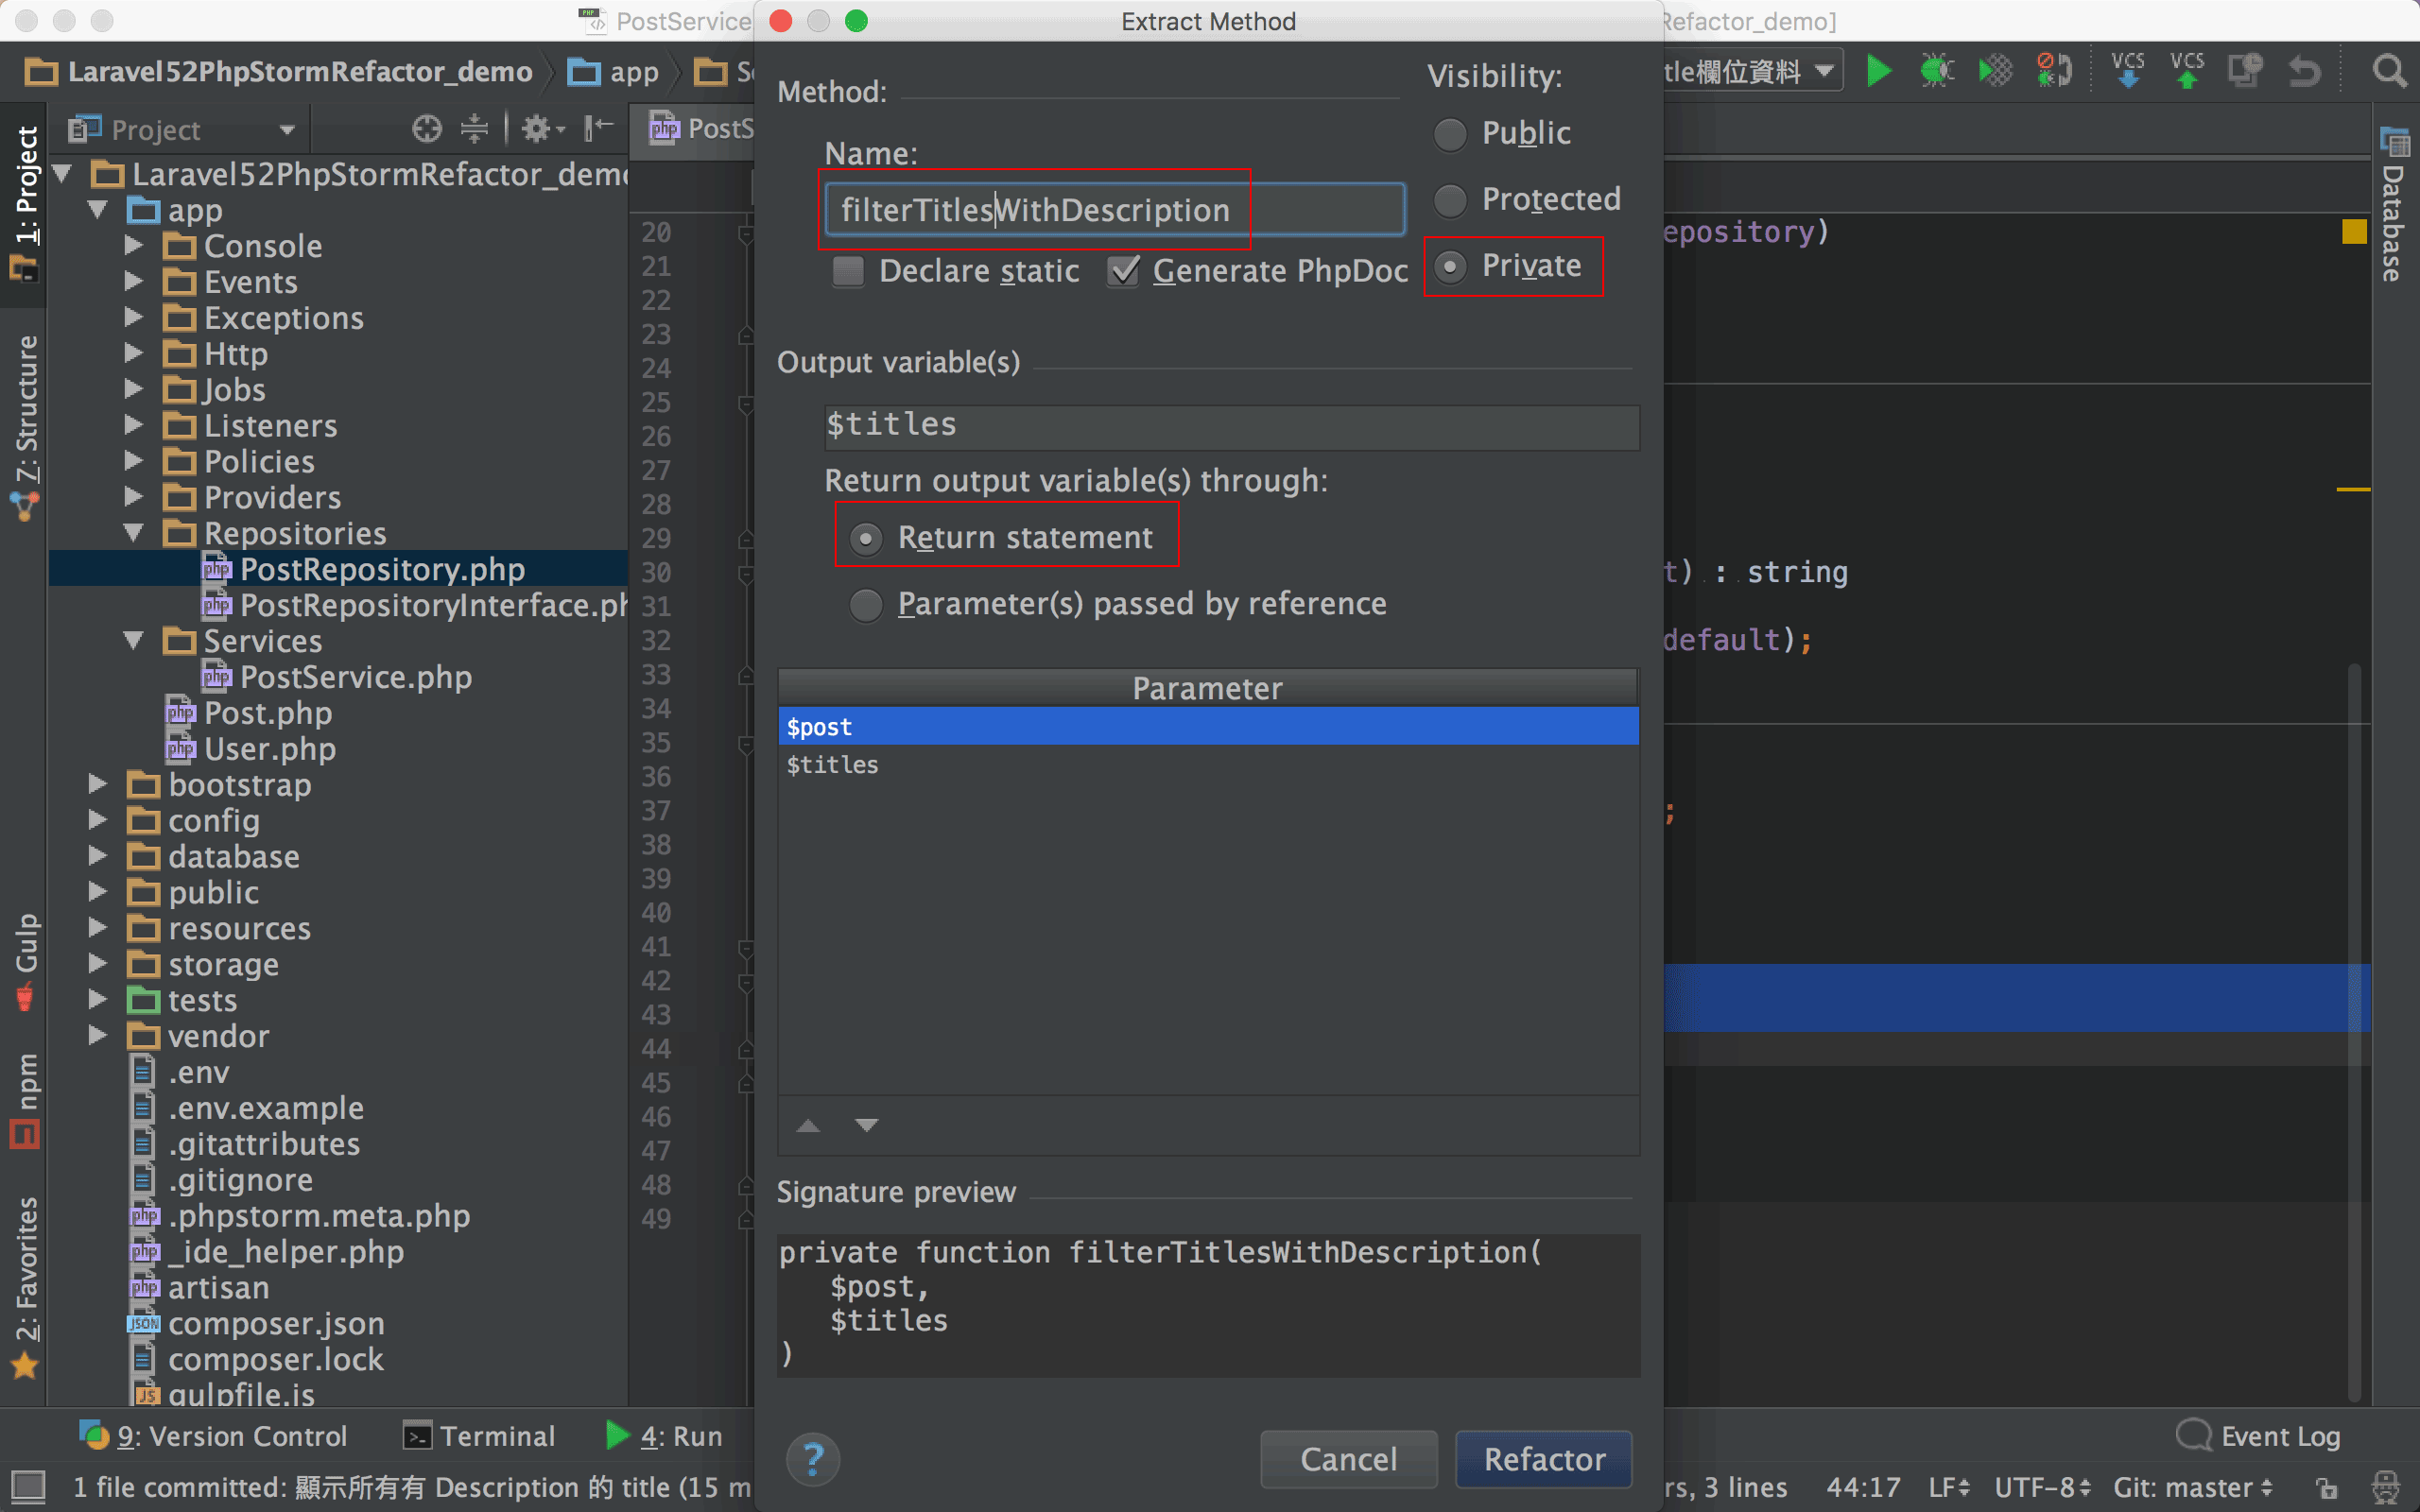 PostService
Extract Method
Refactor_demo]
Laravel52PhpStormRefactor_demo
app
tle欄位資料
VCS
VCS
Project
PostS
1: Project
Z: Structure
Gulp
npm
2: Favorites
Database
Laravel52PhpStormRefactor_demo
app
Console
Events
Exceptions
Http
Jobs
Listeners
Policies
Providers
Repositories
PostRepository.php
PostRepositoryInterface.ph
Services
PostService.php
Post.php
User.php
bootstrap
config
database
public
resources
storage
tests
vendor
.env
.env.example
.gitattributes
.gitignore
.phpstorm.meta.php
_ide_helper.php
artisan
composer.json
composer.lock
gulpfile.js
20
21
22
23
24
25
26
27
28
29
30
31
32
33
34
35
36
37
38
39
40
41
42
43
44
45
46
47
48
49
Method:
Name:
filterTitlesWithDescription
Declare static
Generate PhpDoc
Visibility:
Public
Protected
Private
Output variable(s)
$titles
Return output variable(s) through:
Return statement
Parameter(s) passed by reference
Parameter
$post
$titles
Signature preview
private function filterTitlesWithDescription(
$post,
$titles
)
?
Cancel
Refactor
epository)
t) : string
default);
;
9: Version Control
Terminal
4: Run
Event Log
1 file committed: 顯示所有有 Description 的 title (15 m
rs, 3 lines
44:17
LF
UTF-8
Git: master